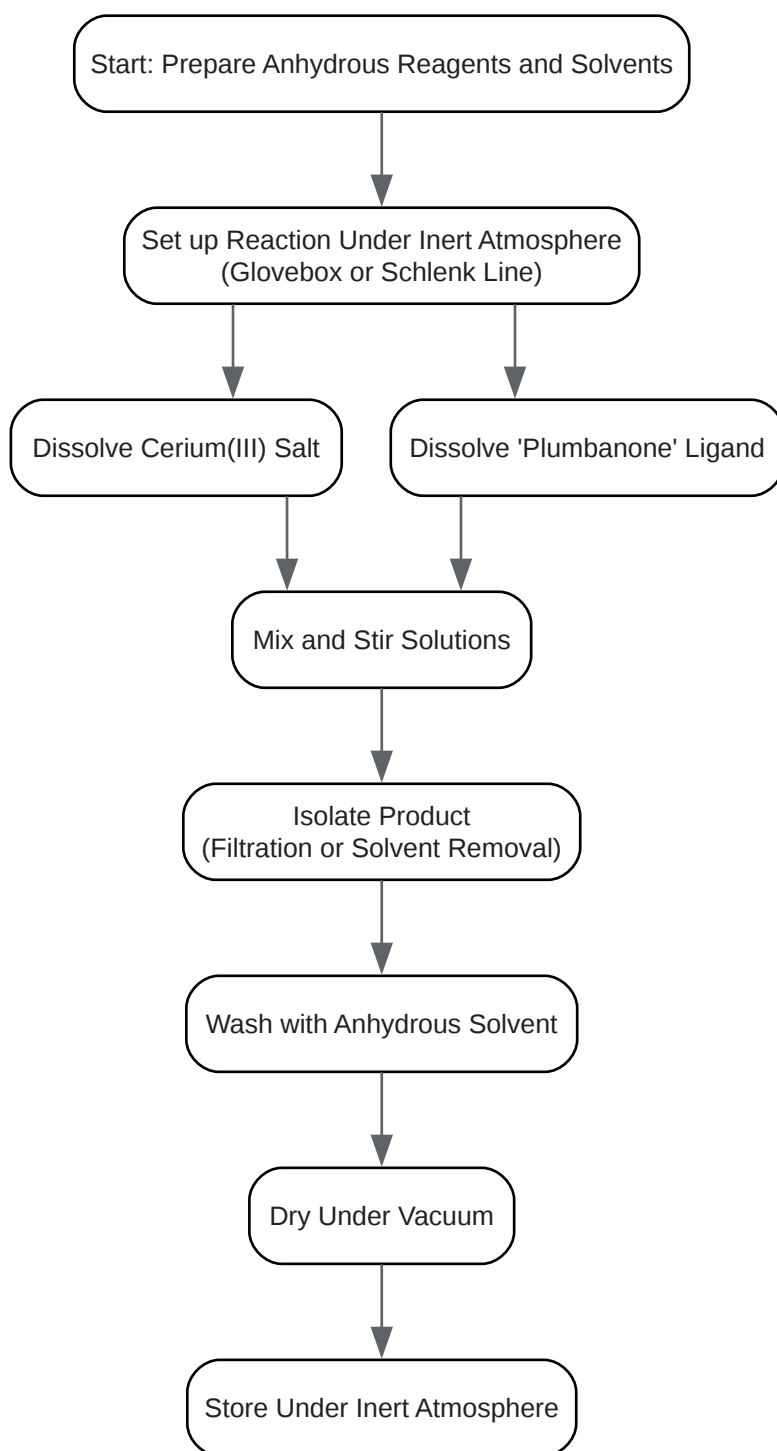 Start: Prepare Anhydrous Reagents and Solvents
Set up Reaction Under Inert Atmosphere
(Glovebox or Schlenk Line)
Dissolve Cerium(III) Salt
Dissolve 'Plumbanone' Ligand
Mix and Stir Solutions
Isolate Product
(Filtration or Solvent Removal)
Wash with Anhydrous Solvent
Dry Under Vacuum
Store Under Inert Atmosphere